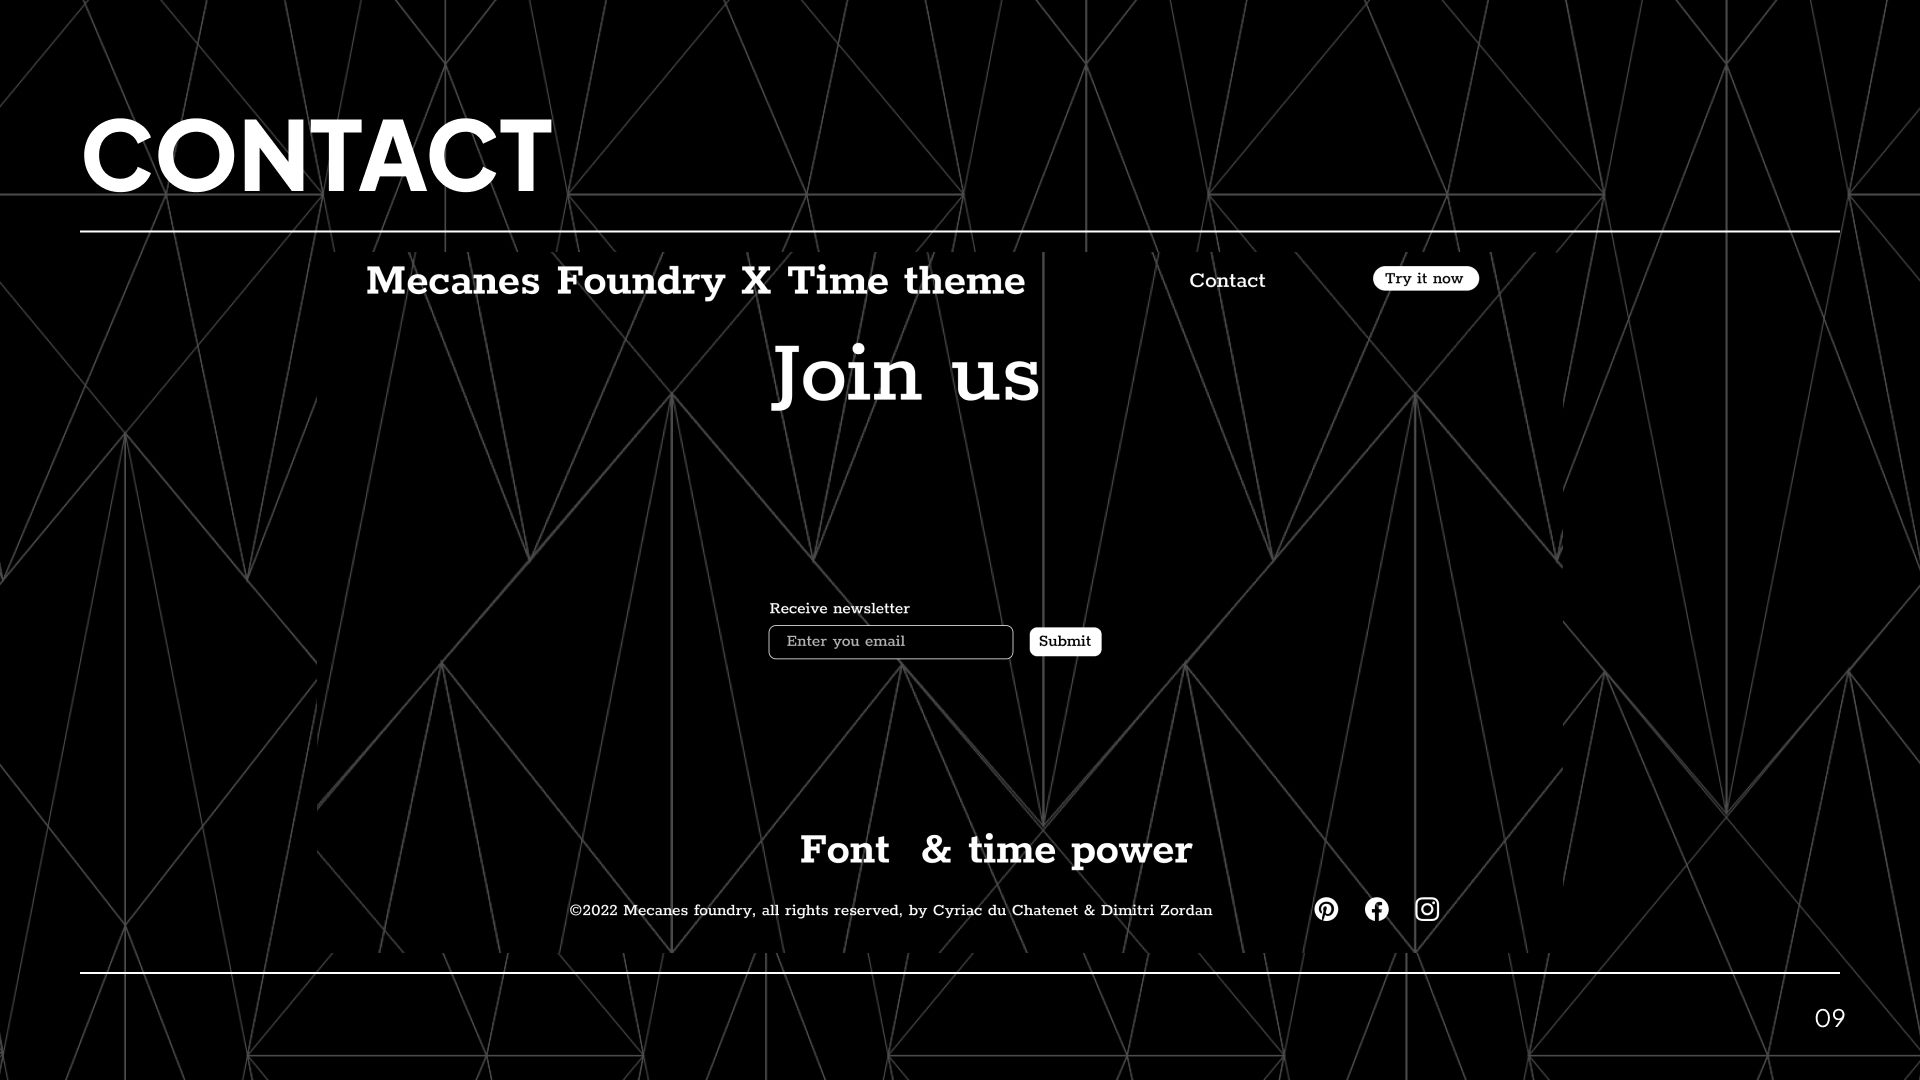 CONTACT
Mecanes Foundry X Time theme
Contact
Try it now
Join us
Receive newsletter
Enter you email
Submit
Font & time power
©2022 Mecanes foundry, all rights reserved, by Cyriac du Chatenet & Dimitri Zordan
09